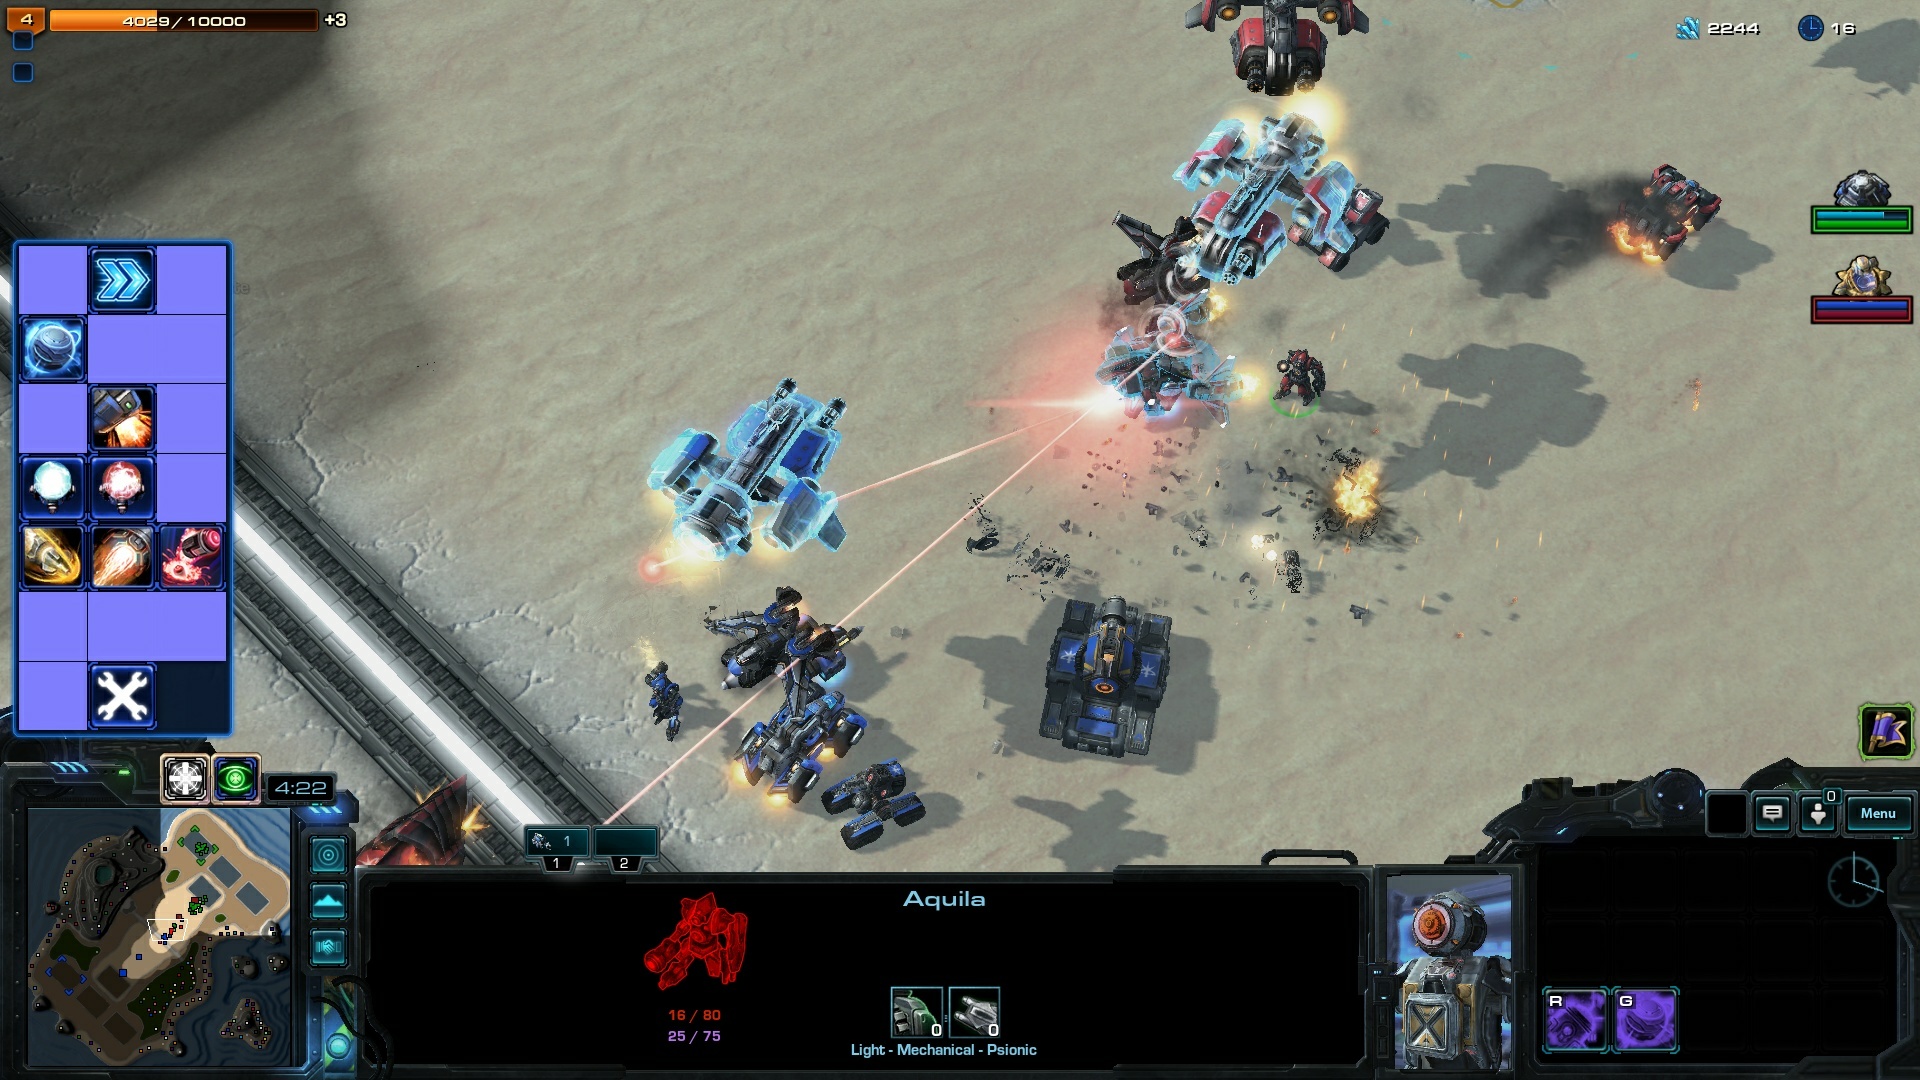 4 4029 / 10000 +3
2244 16
4:22
1
1 2
0
Menu
Aquila
16 / 80
25 / 75
0 0
Light - Mechanical - Psionic
R G